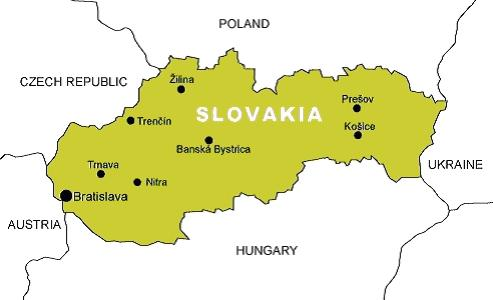 POLAND
CZECH REPUBLIC
Žilina
SLOVAKIA
Prešov
Trenčín
Košice
Banská Bystrica
UKRAINE
Trnava
Nitra
Bratislava
AUSTRIA
HUNGARY